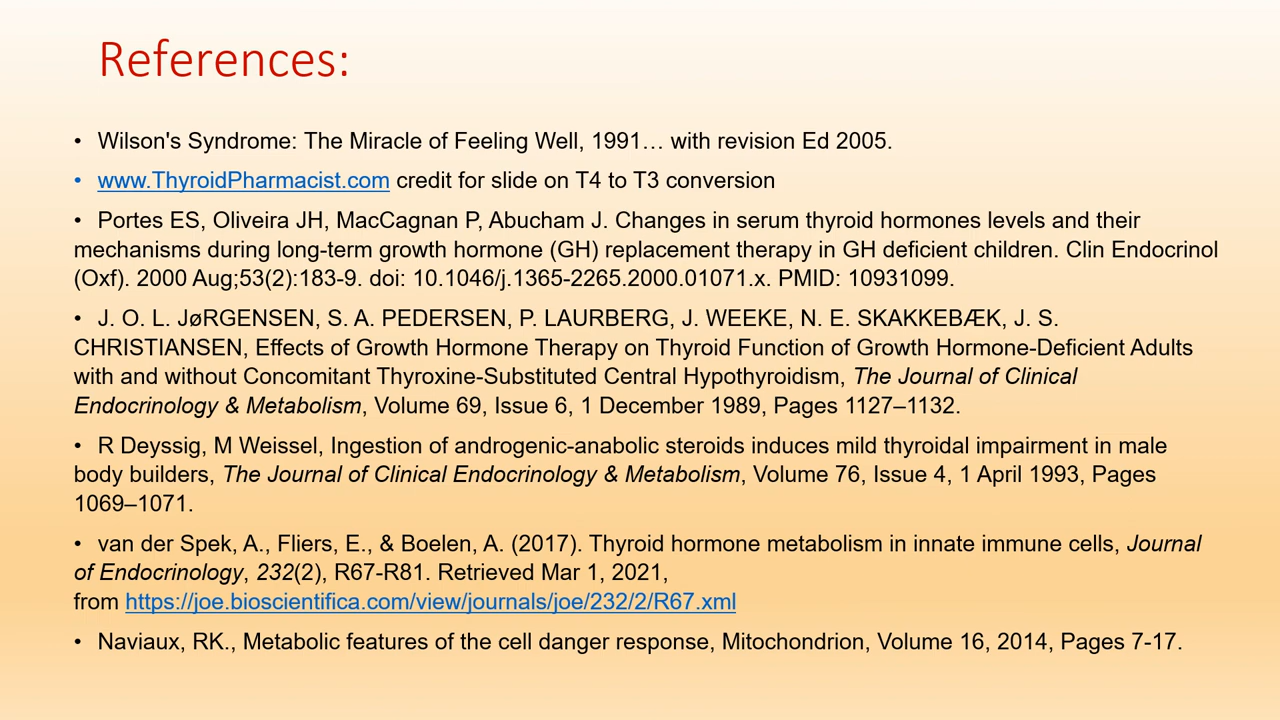 References:
• Wilson's Syndrome: The Miracle of Feeling Well, 1991… with revision Ed 2005.
• www.ThyroidPharmacist.com credit for slide on T4 to T3 conversion
• Portes ES, Oliveira JH, MacCagnan P, Abucham J. Changes in serum thyroid hormones levels and their
mechanisms during long-term growth hormone (GH) replacement therapy in GH deficient children. Clin Endocrinol
(Oxf). 2000 Aug;53(2):183-9. doi: 10.1046/j.1365-2265.2000.01071.x. PMID: 10931099.
• J. O. L. JøRGENSEN, S. A. PEDERSEN, P. LAURBERG, J. WEEKE, N. E. SKAKKEBÆK, J. S.
CHRISTIANSEN, Effects of Growth Hormone Therapy on Thyroid Function of Growth Hormone-Deficient Adults
with and without Concomitant Thyroxine-Substituted Central Hypothyroidism, The Journal of Clinical
Endocrinology & Metabolism, Volume 69, Issue 6, 1 December 1989, Pages 1127–1132.
• R Deyssig, M Weissel, Ingestion of androgenic-anabolic steroids induces mild thyroidal impairment in male
body builders, The Journal of Clinical Endocrinology & Metabolism, Volume 76, Issue 4, 1 April 1993, Pages
1069–1071.
• van der Spek, A., Fliers, E., & Boelen, A. (2017). Thyroid hormone metabolism in innate immune cells, Journal
of Endocrinology, 232(2), R67-R81. Retrieved Mar 1, 2021,
from https://joe.bioscientifica.com/view/journals/joe/232/2/R67.xml
• Naviaux, RK., Metabolic features of the cell danger response, Mitochondrion, Volume 16, 2014, Pages 7-17.